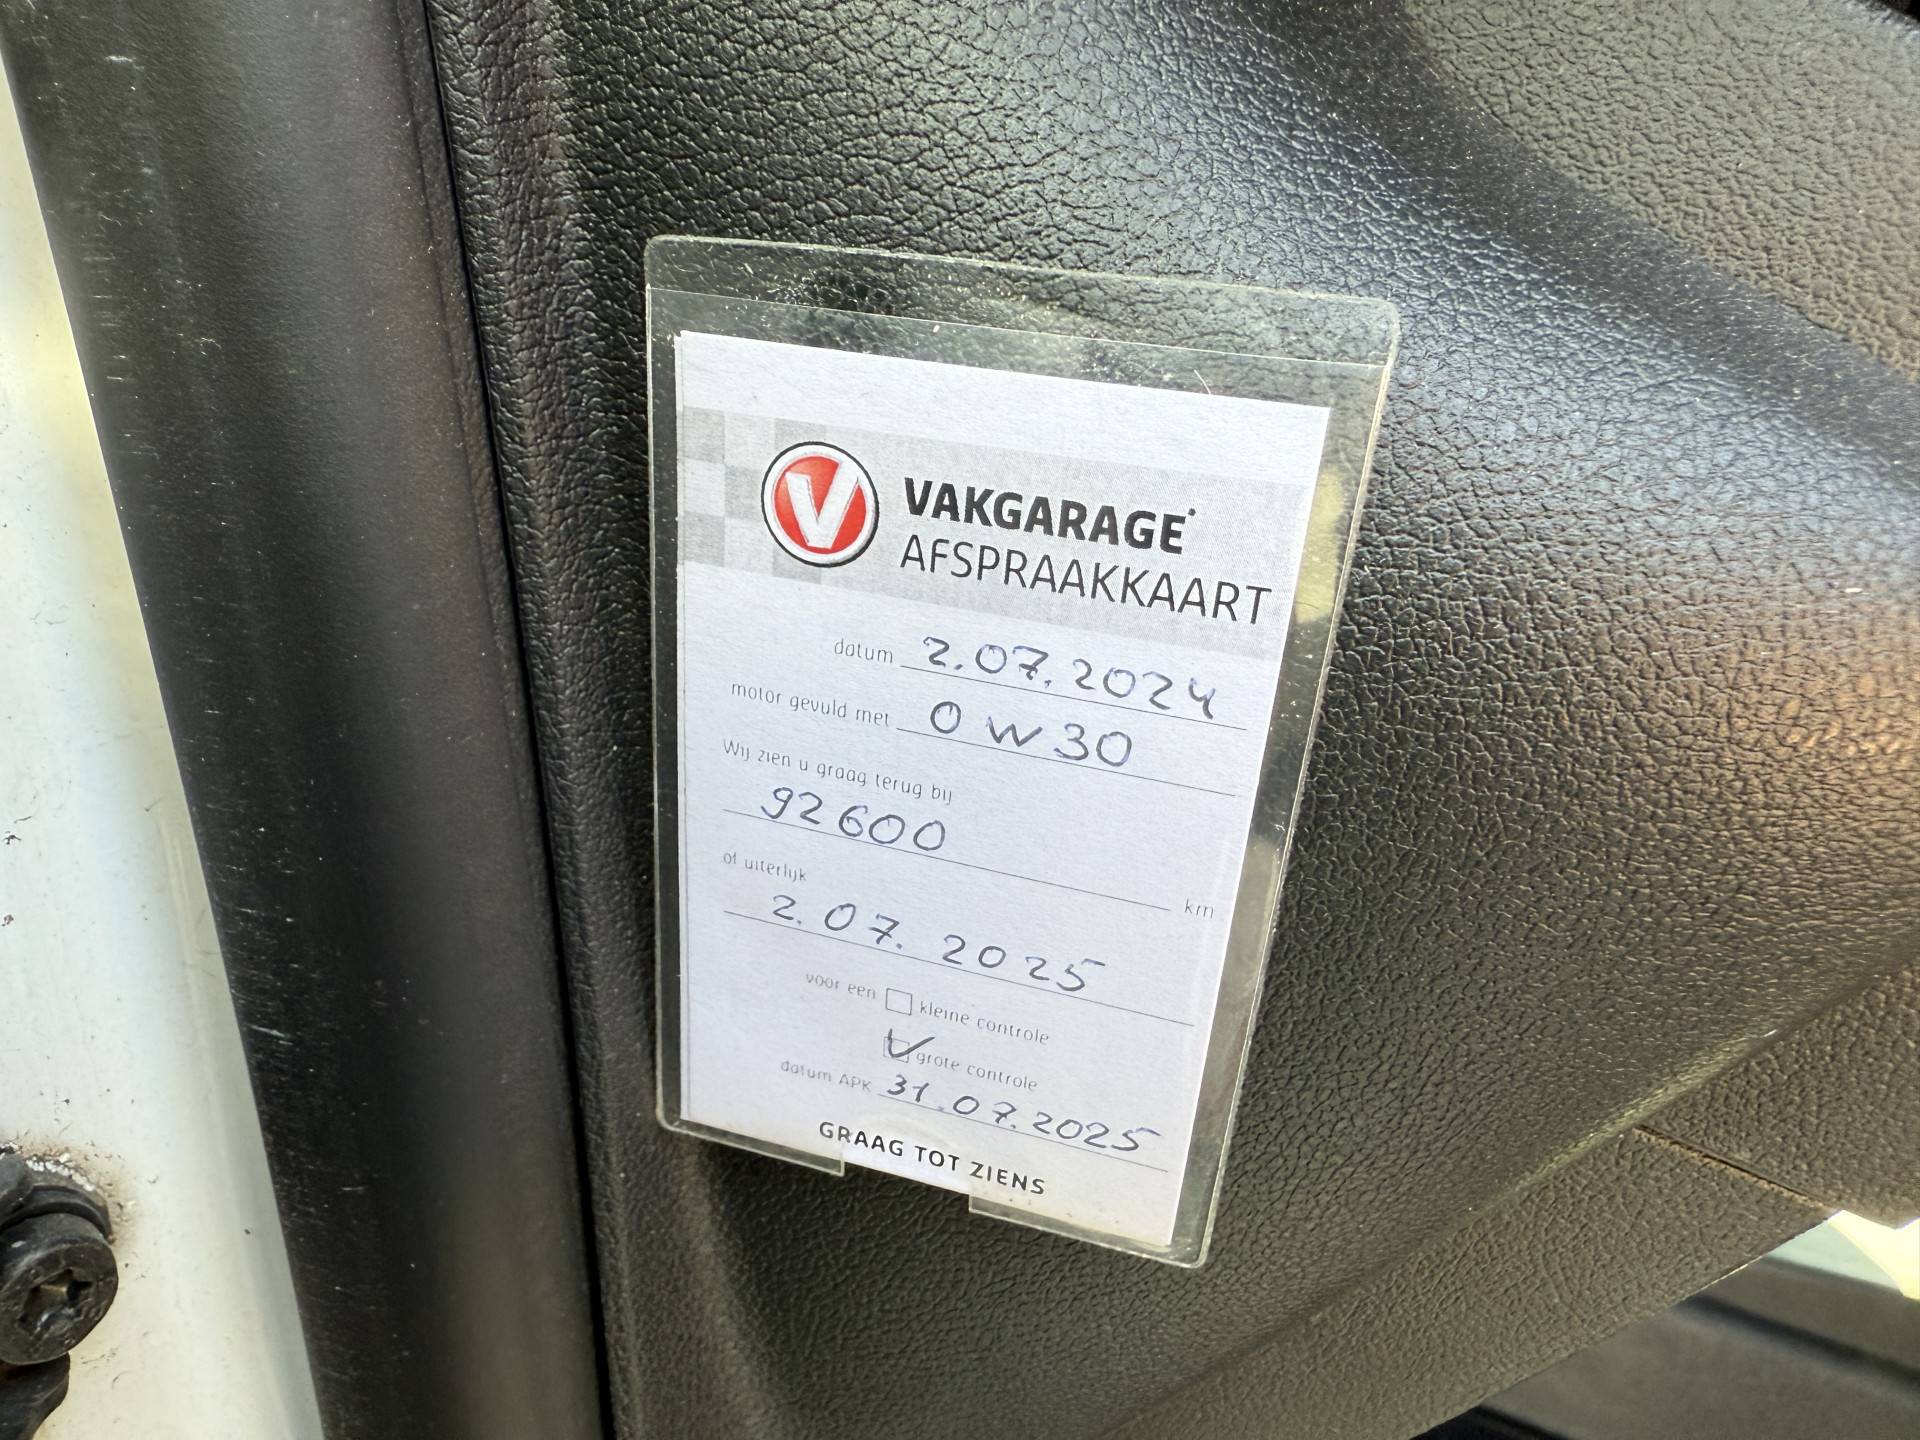 V VAKGARAGE
AFSPRAAKKAART
datum 2.07.2024
motor gevuld met 0W30
Wij zien u graag terug bij
92600 km
of uiterlijk
2.07.2025
voor een kleine controle
grote controle
datum APK 31.07.2025
GRAAG TOT ZIENS